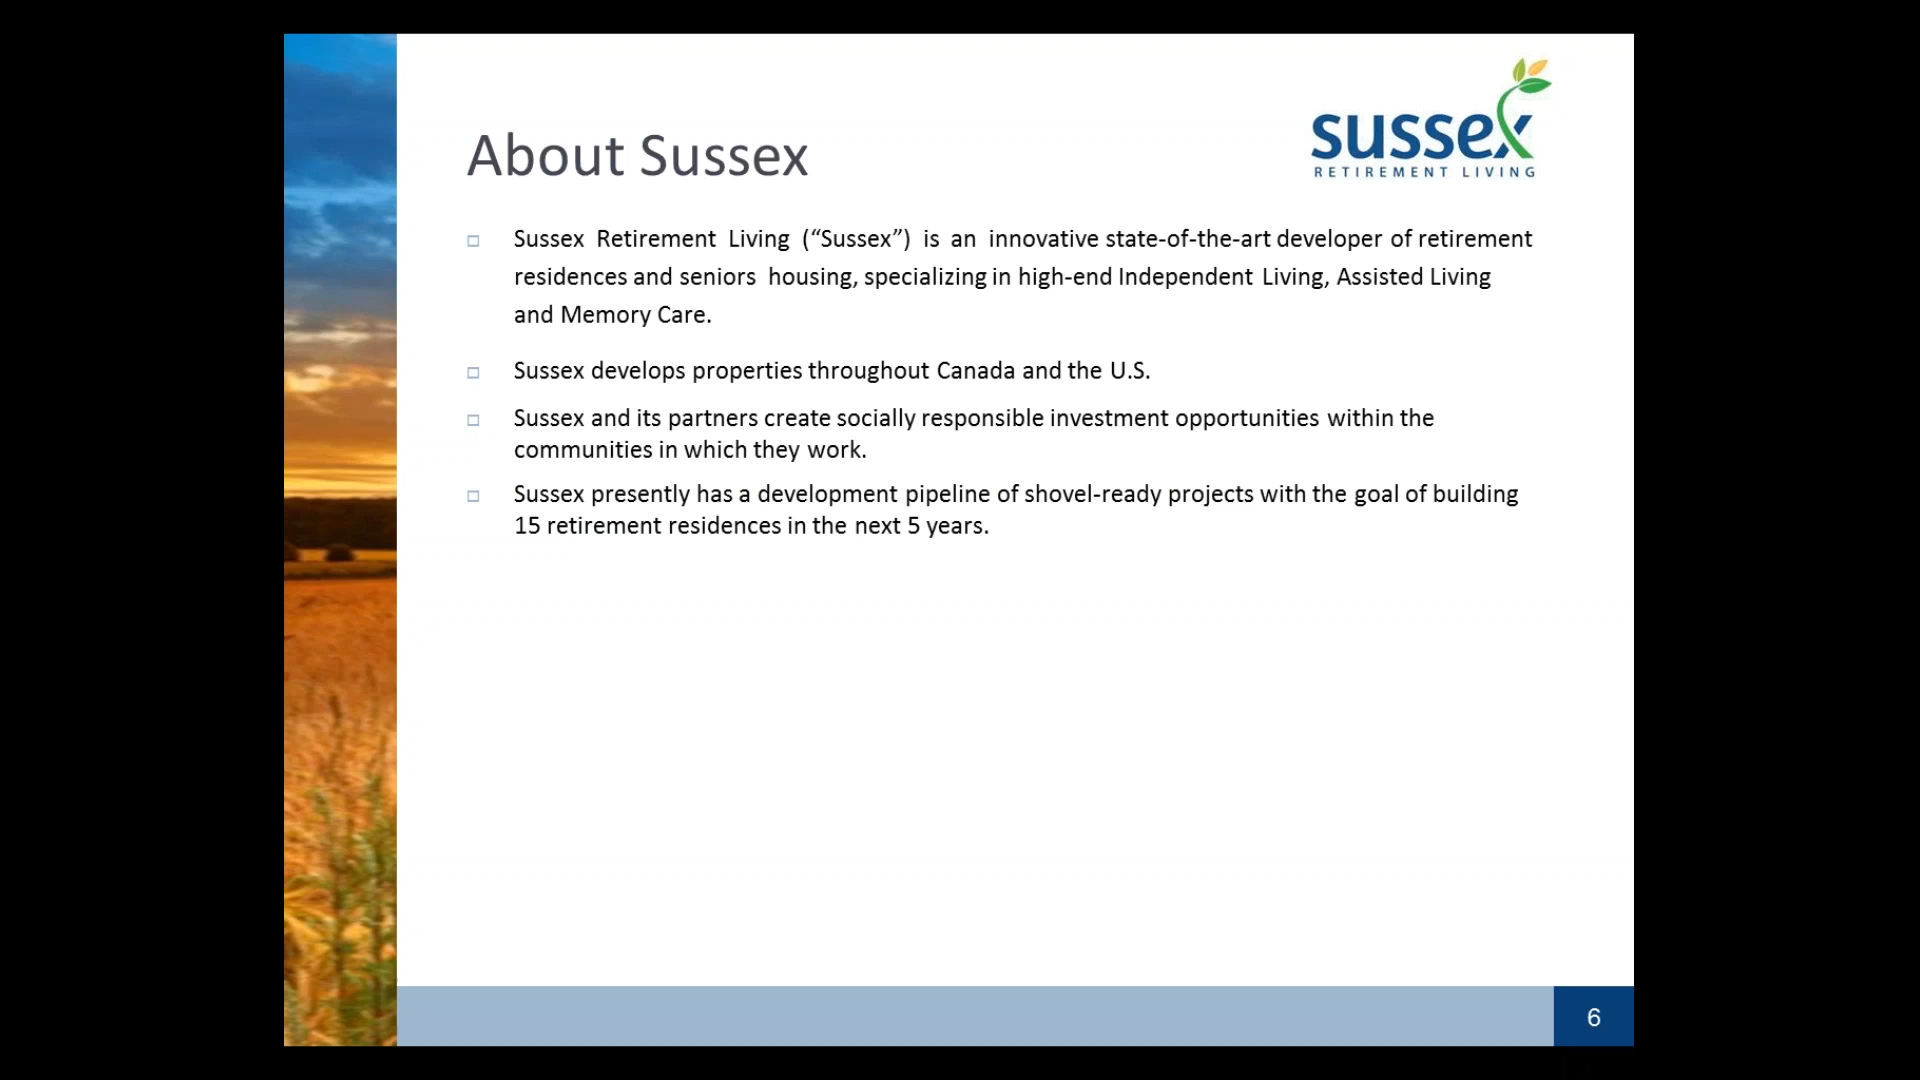 sussex
RETIREMENT LIVING
About Sussex
Sussex Retirement Living (“Sussex”) is an innovative state-of-the-art developer of retirement
residences and seniors housing, specializing in high-end Independent Living, Assisted Living
and Memory Care.
Sussex develops properties throughout Canada and the U.S.
Sussex and its partners create socially responsible investment opportunities within the
communities in which they work.
Sussex presently has a development pipeline of shovel-ready projects with the goal of building
15 retirement residences in the next 5 years.
6